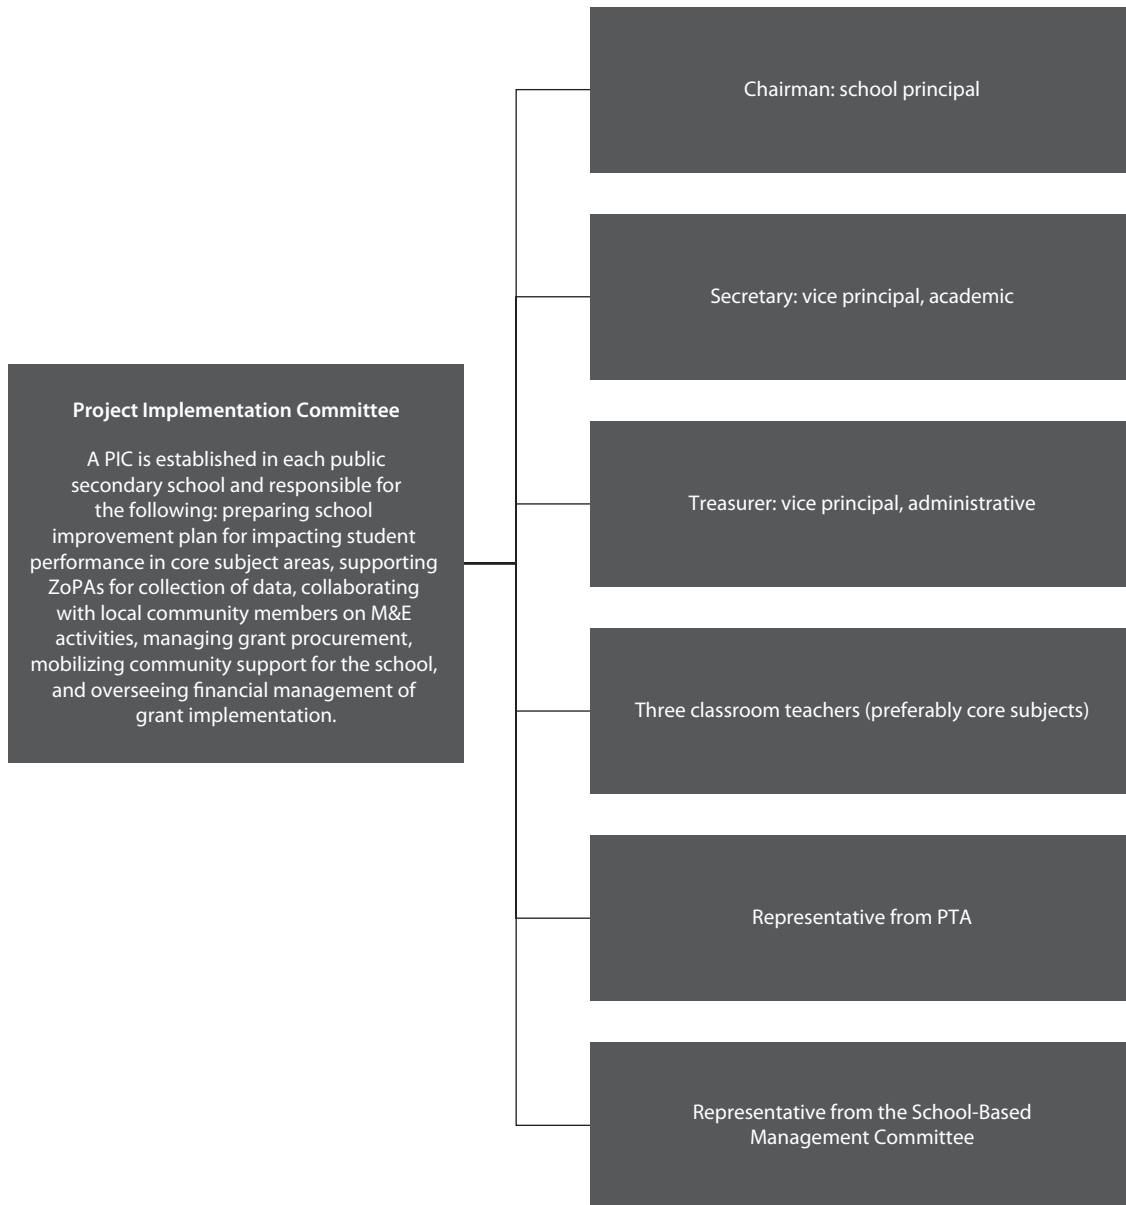 Project Implementation Committee
A PIC is established in each public
secondary school and responsible for
the following: preparing school
improvement plan for impacting student
performance in core subject areas, supporting
ZoPAs for collection of data, collaborating
with local community members on M&E
activities, managing grant procurement,
mobilizing community support for the school,
and overseeing financial management of
grant implementation.
Chairman: school principal
Secretary: vice principal, academic
Treasurer: vice principal, administrative
Three classroom teachers (preferably core subjects)
Representative from PTA
Representative from the School-Based
Management Committee